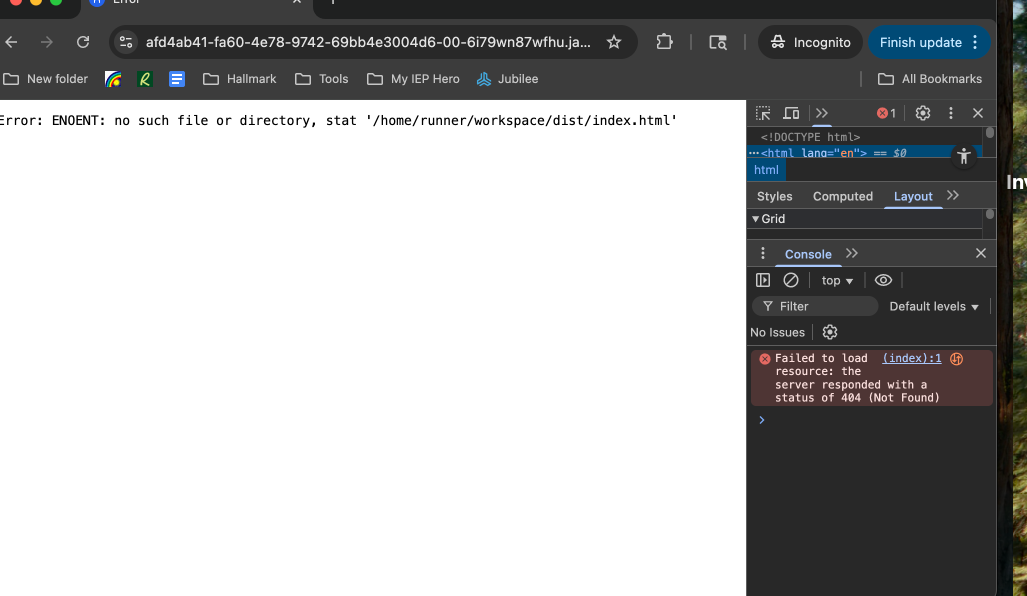 Error
afd4ab41-fa60-4e78-9742-69bb4e3004d6-00-6i79wn87wfhu.ja...
Incognito
Finish update
New folder
Hallmark
Tools
My IEP Hero
Jubilee
All Bookmarks
Error: ENOENT: no such file or directory, stat '/home/runner/workspace/dist/index.html'
1
<!DOCTYPE html>
<html lang="en"> == $0
html
Styles
Computed
Layout
Grid
Console
top
Filter
Default levels
No Issues
Failed to load (index):1
resource: the
server responded with a
status of 404 (Not Found)